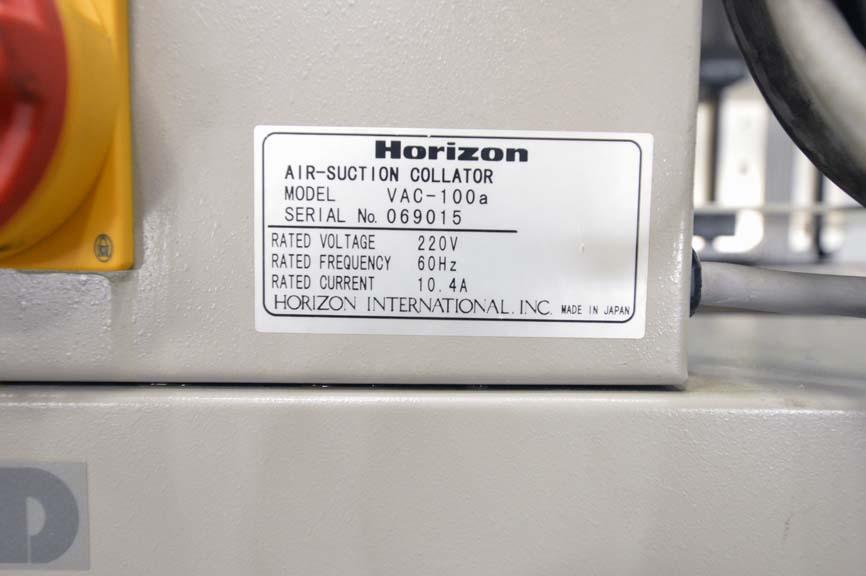 Horizon
AIR-SUCTION COLLATOR
MODEL VAC-100a
SERIAL No. 069015
RATED VOLTAGE 220V
RATED FREQUENCY 60Hz
RATED CURRENT 10.4A
HORIZON INTERNATIONAL, INC. MADE IN JAPAN
D